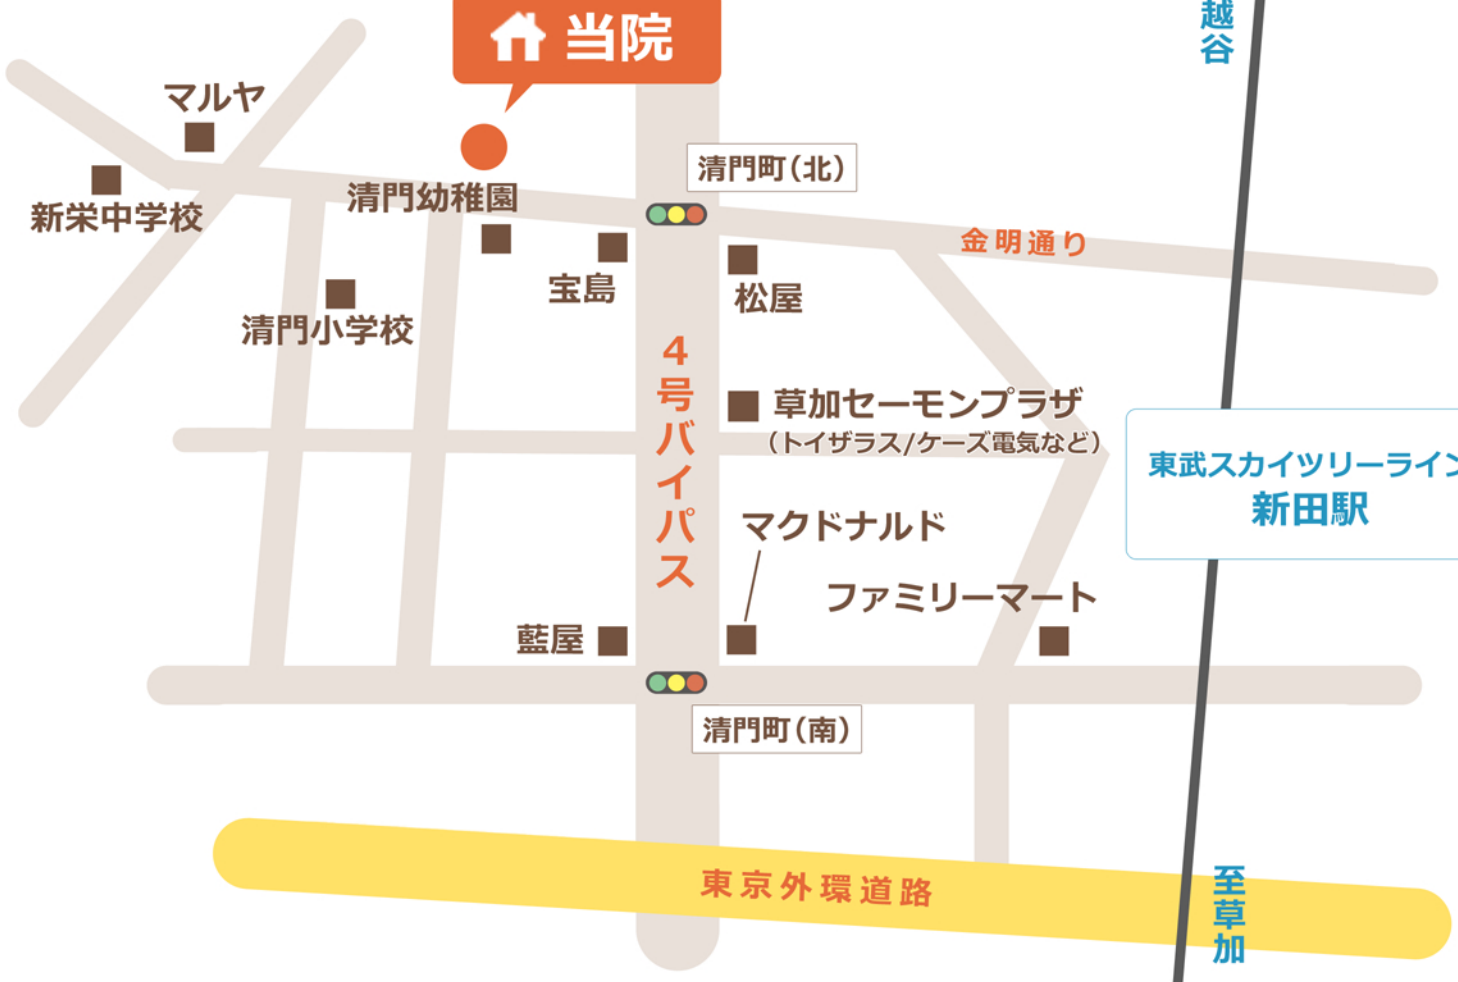 当院
越谷
マルヤ
清門町(北)
新栄中学校
清門幼稚園
金明通り
宝島
松屋
清門小学校
4号バイパス
草加セーモンプラザ
(トイザラス/ケーズ電気など)
東武スカイツリーライン
新田駅
マクドナルド
ファミリーマート
藍屋
清門町(南)
東京外環道路
至草加